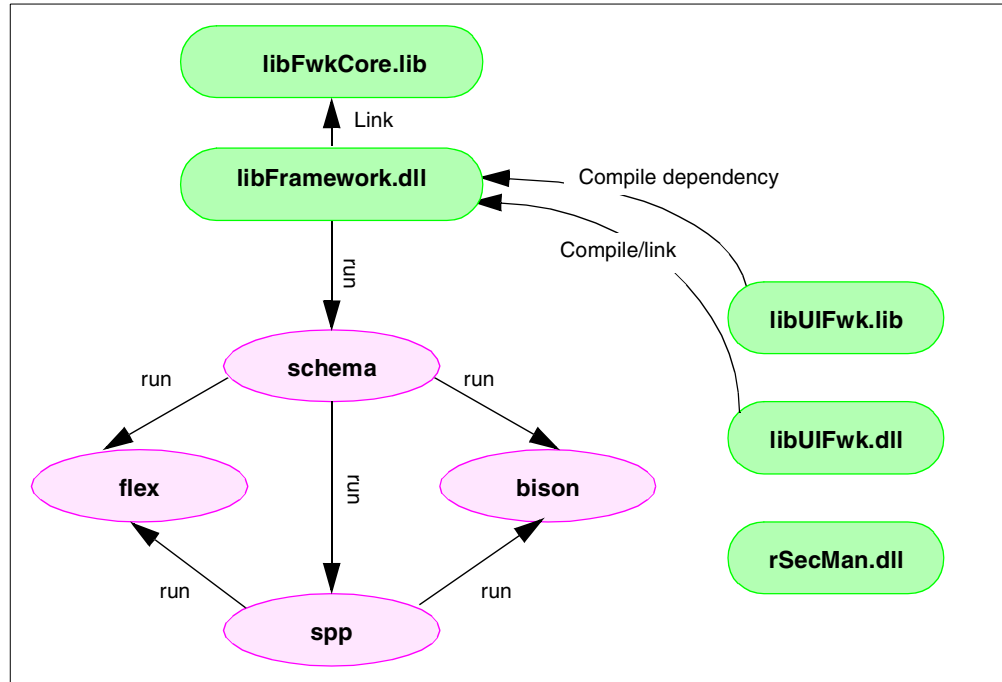 libFwkCore.lib
Link
libFramework.dll
Compile dependency
Compile/link
run
libUIFwk.lib
schema
run
run
libUIFwk.dll
flex
run
bison
rSecMan.dll
run
run
spp